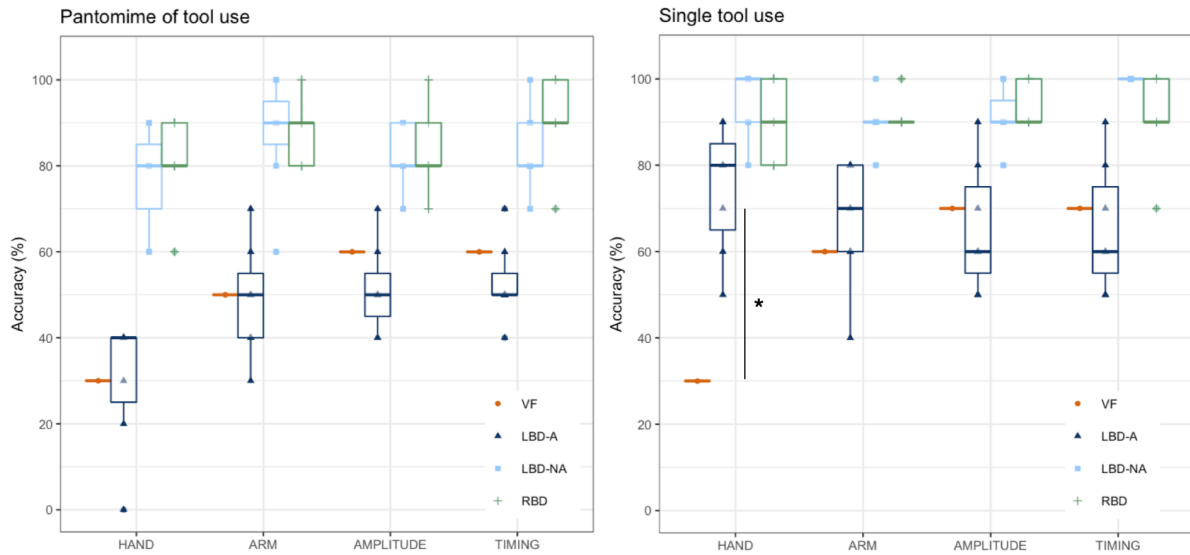 Pantomime of tool use
Accuracy (%)
100
80
60
40
20
0
HAND ARM AMPLITUDE TIMING
VF
LBD-A
LBD-NA
RBD
Single tool use
Accuracy (%)
100
80
60
40
20
0
*
HAND ARM AMPLITUDE TIMING
VF
LBD-A
LBD-NA
RBD